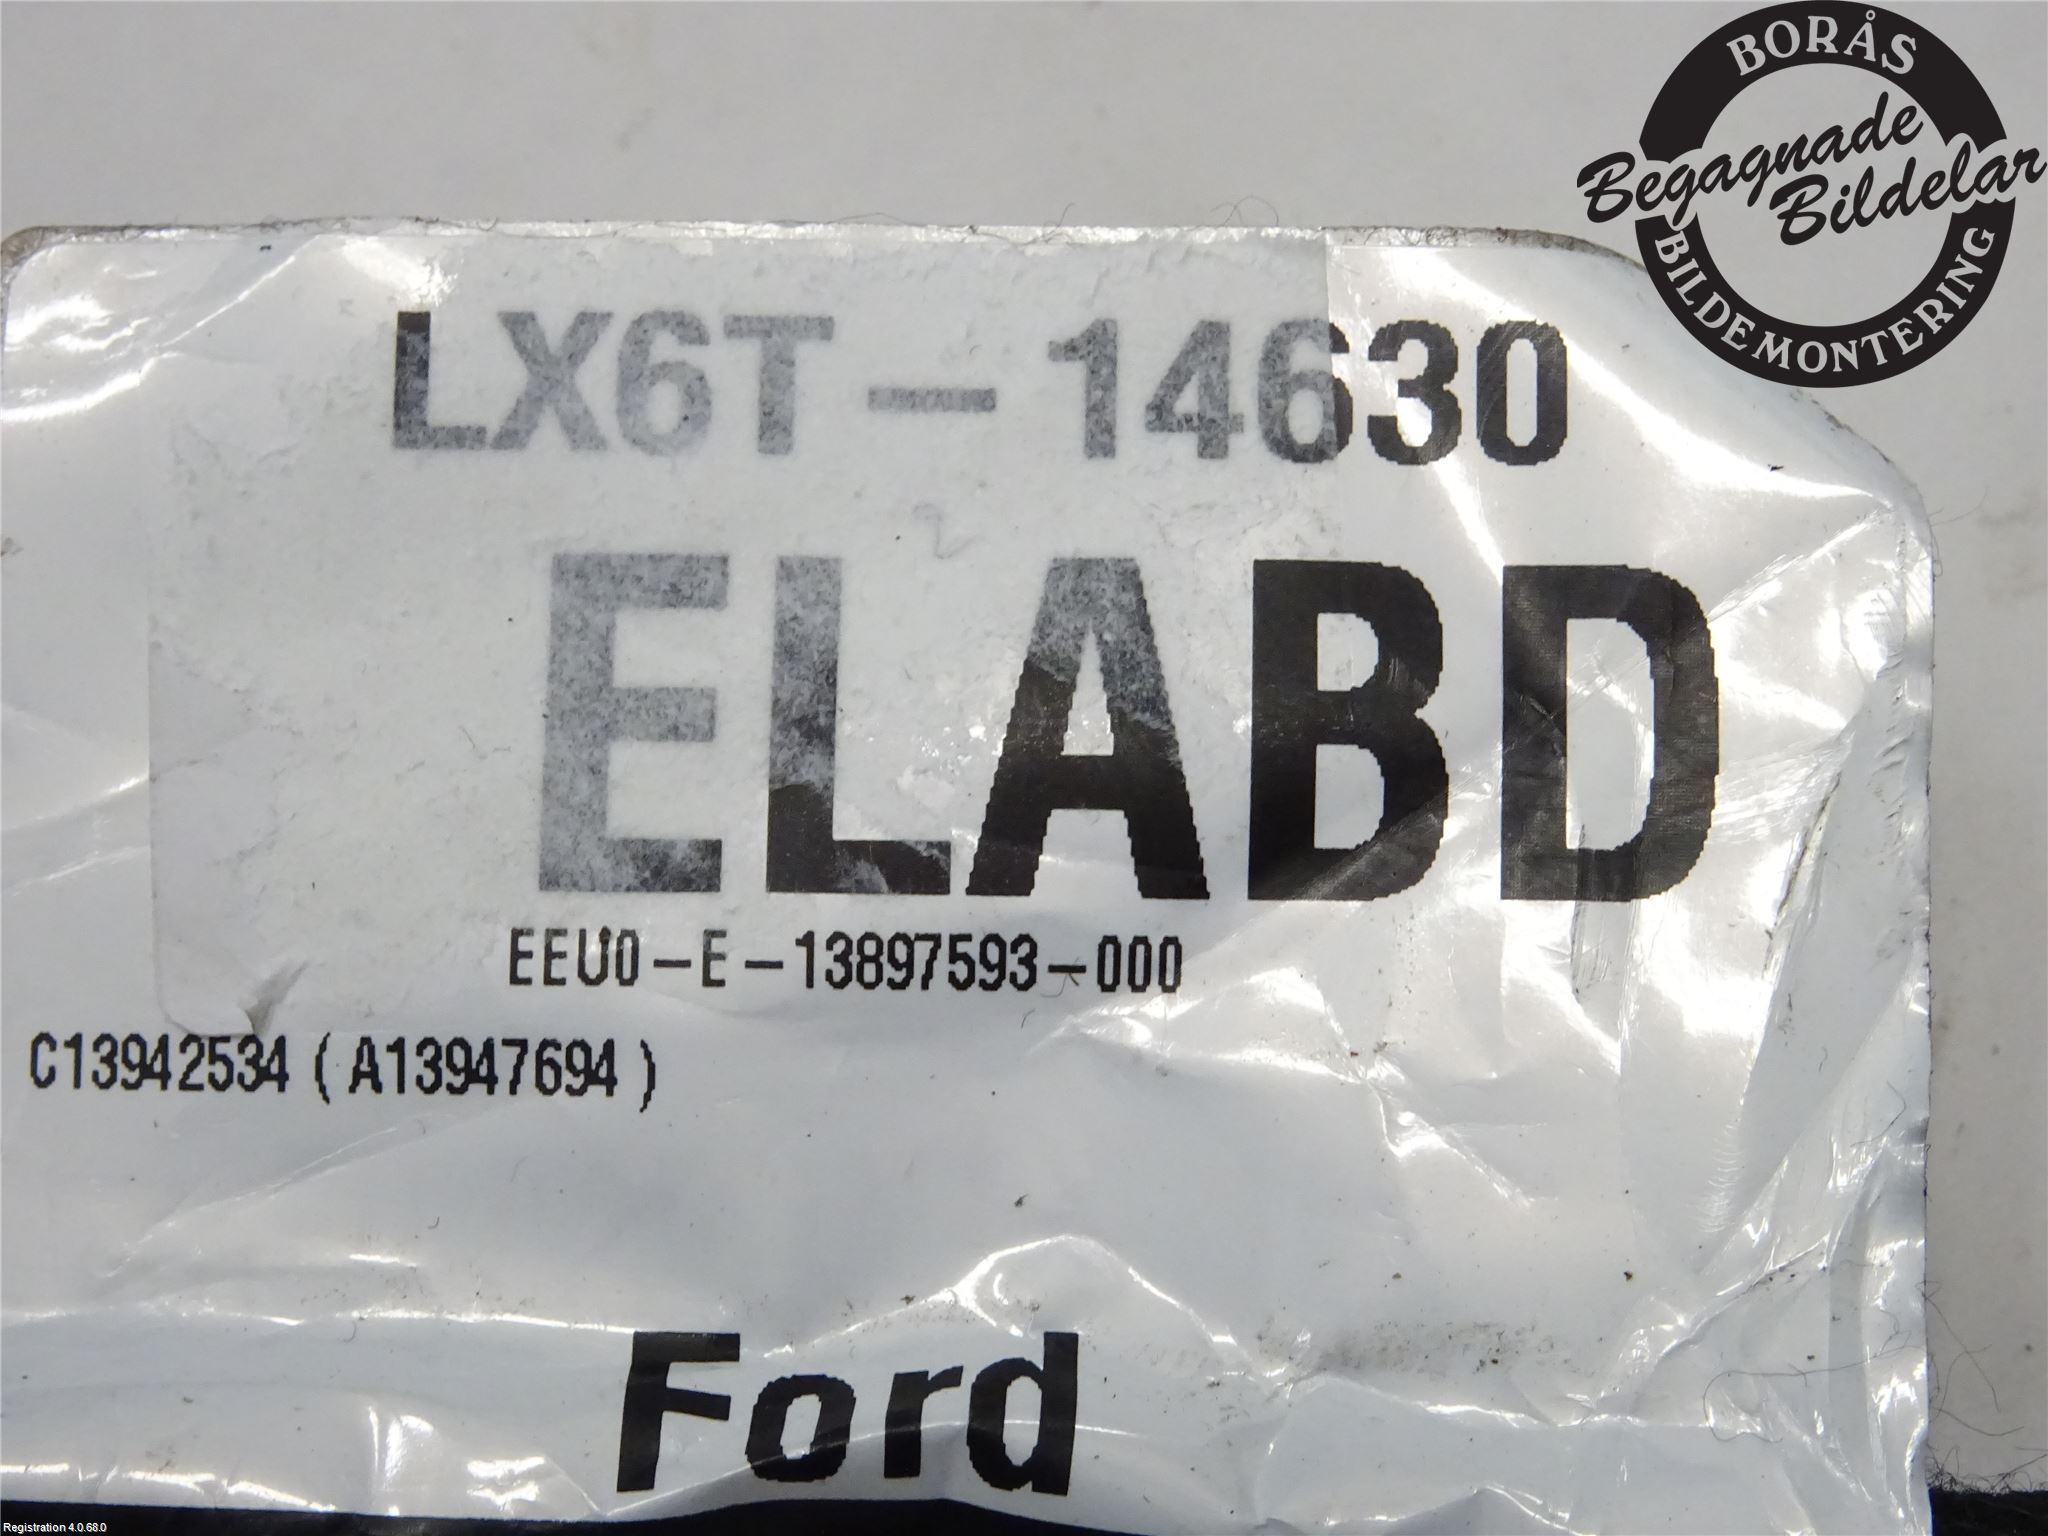 BORÅS
Begagnade
Bildelar
BILDEMONTERING
LX6T-14630
ELABD
EEU0-E-13897593-000
C13942534 (A13947694)
Ford
Registration 4.0.68.0